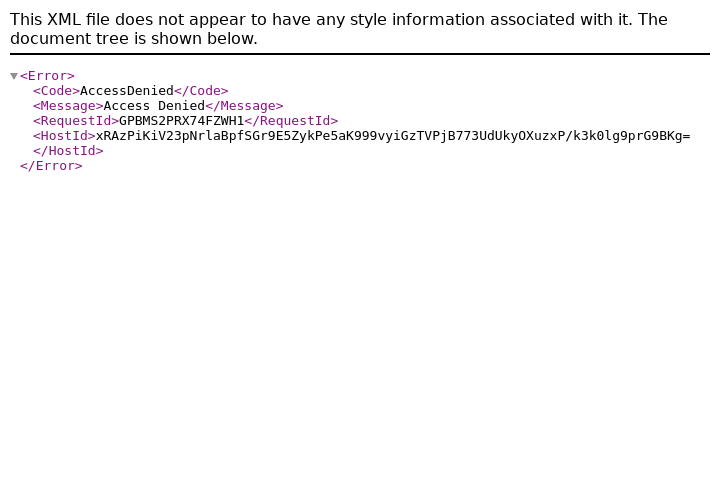 This XML file does not appear to have any style information associated with it. The
document tree is shown below.
<Error>
<Code>AccessDenied</Code>
<Message>Access Denied</Message>
<RequestId>GPBMS2PRX74FZWH1</RequestId>
<HostId>xRAzPiKiV23pNrlaBpfSGr9E5ZykPe5aK999vyiGzTVPjB773UdUkyOXuzxP/k3k0lg9prG9BKg=
</HostId>
</Error>